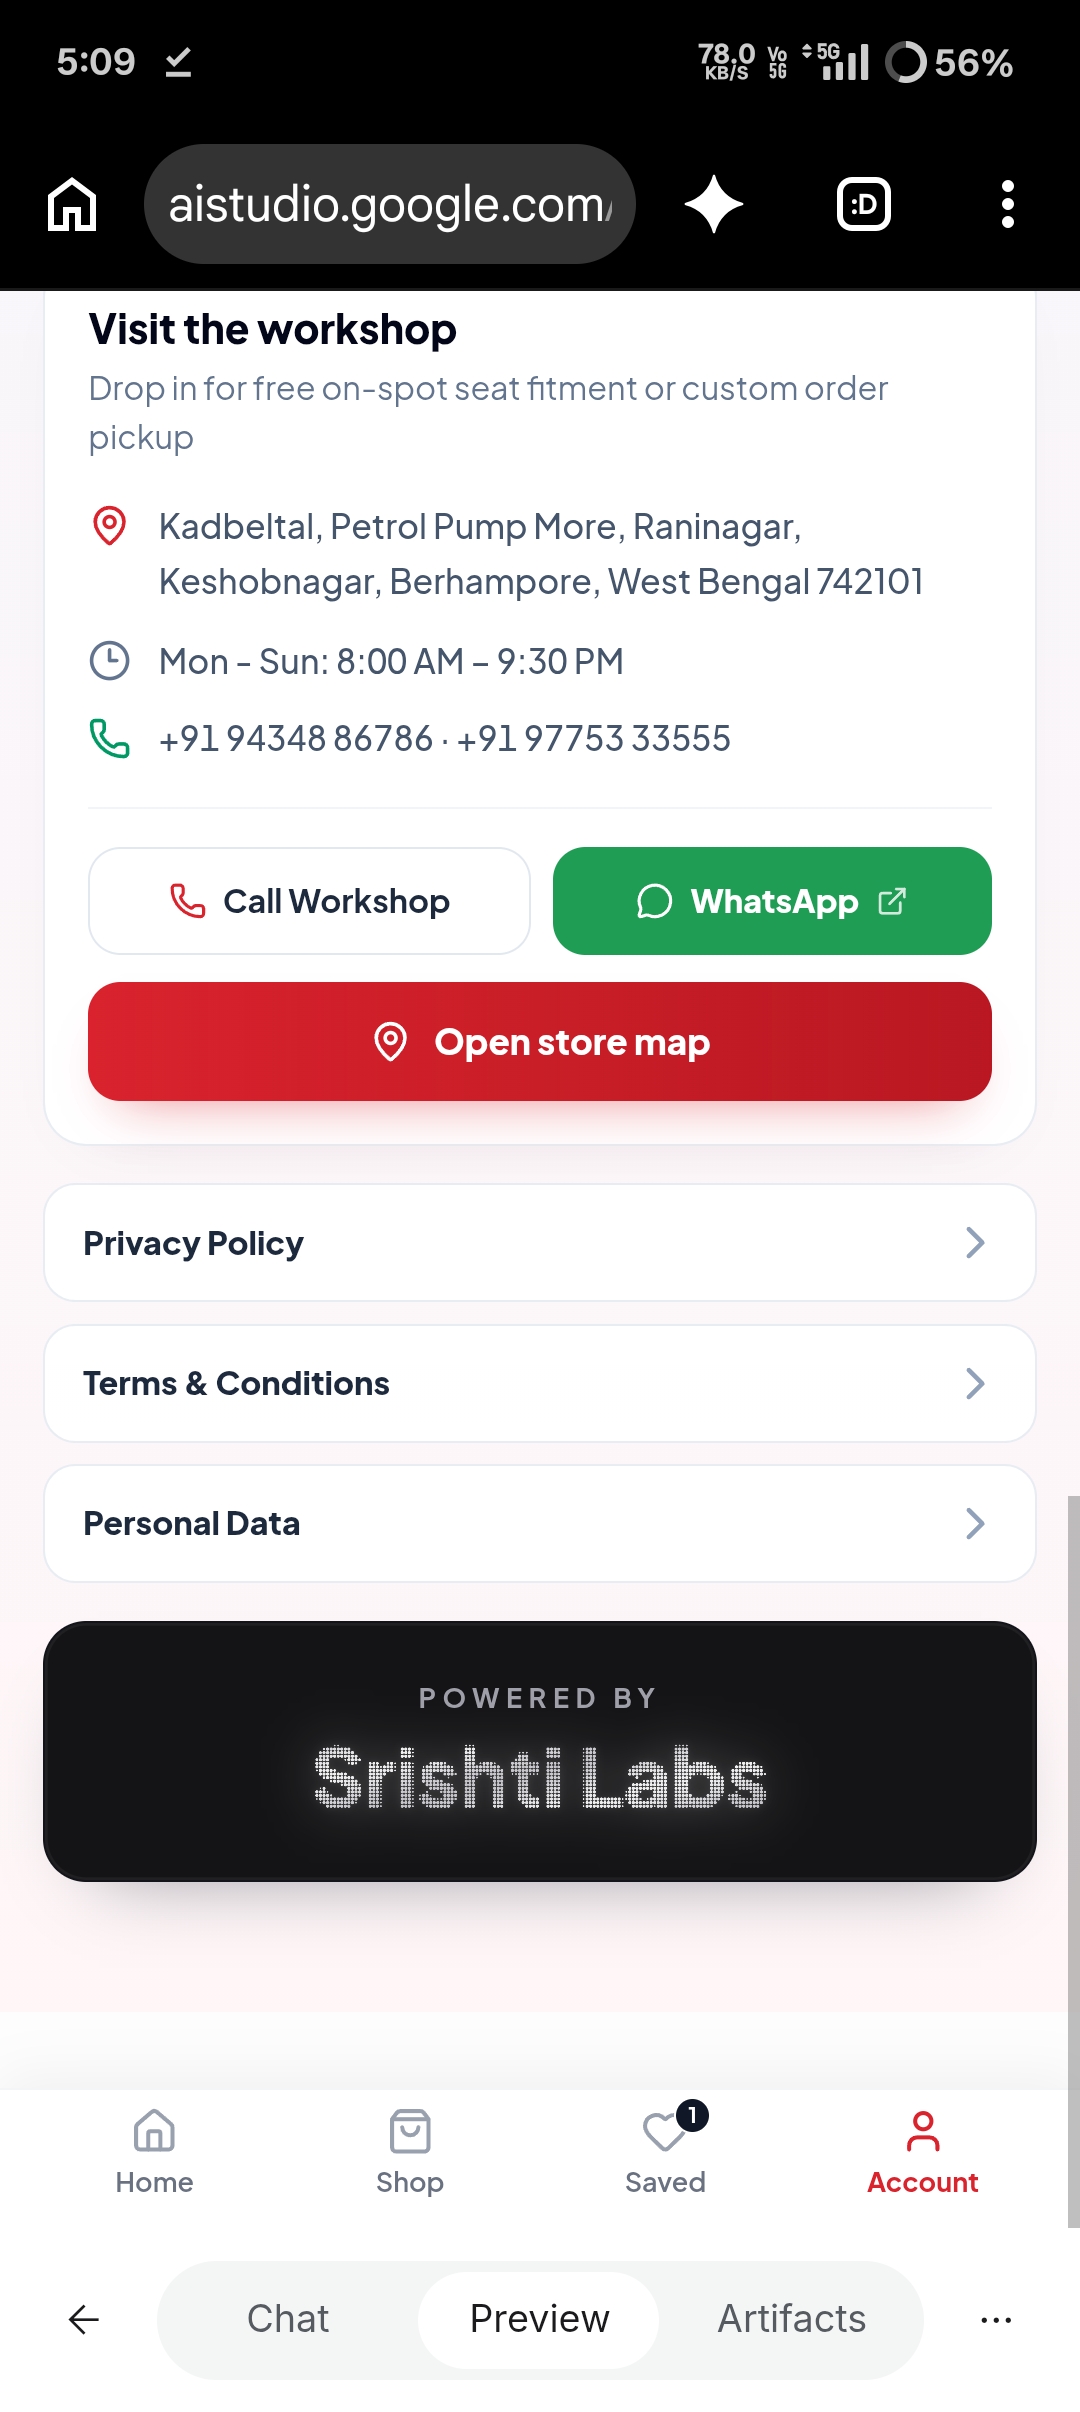 5:09
78.0 KB/S Vo 5G 5G 56%
aistudio.google.com/
:D
Visit the workshop
Drop in for free on-spot seat fitment or custom order
pickup
Kadbeltal, Petrol Pump More, Raninagar,
Keshobnagar, Berhampore, West Bengal 742101
Mon - Sun: 8:00 AM – 9:30 PM
+91 94348 86786 · +91 97753 33555
Call Workshop
WhatsApp
Open store map
Privacy Policy
Terms & Conditions
Personal Data
POWERED BY
Srishti Labs
1
Home Shop Saved Account
Chat Preview Artifacts